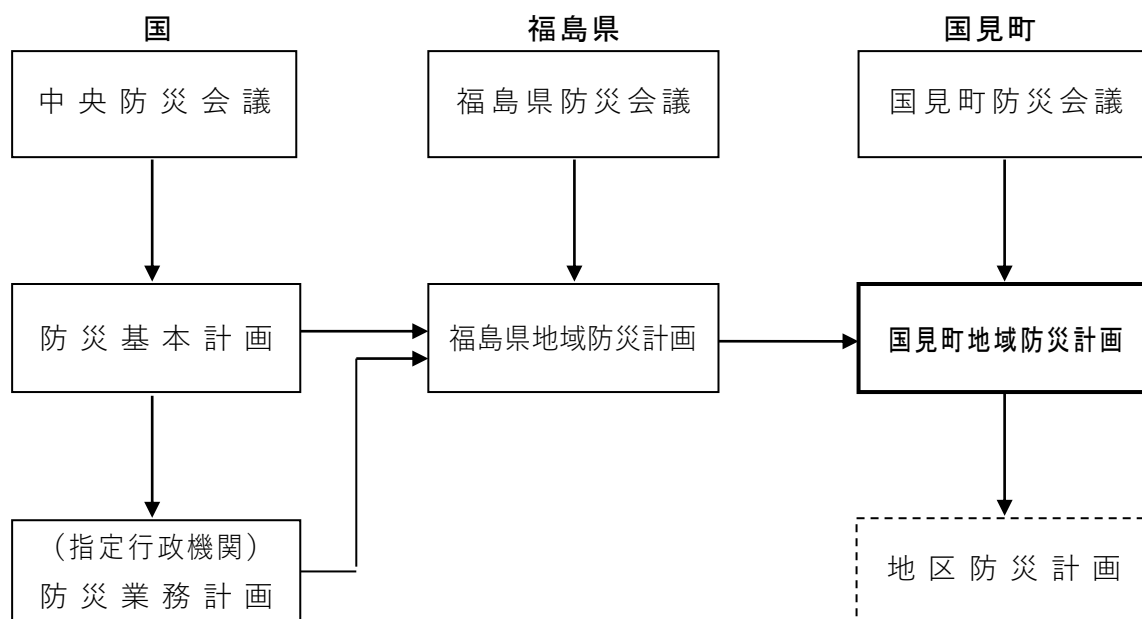 国
福島県
国見町
中央防災会議
福島県防災会議
国見町防災会議
防災基本計画
福島県地域防災計画
国見町地域防災計画
（指定行政機関）
防災業務計画
地区防災計画